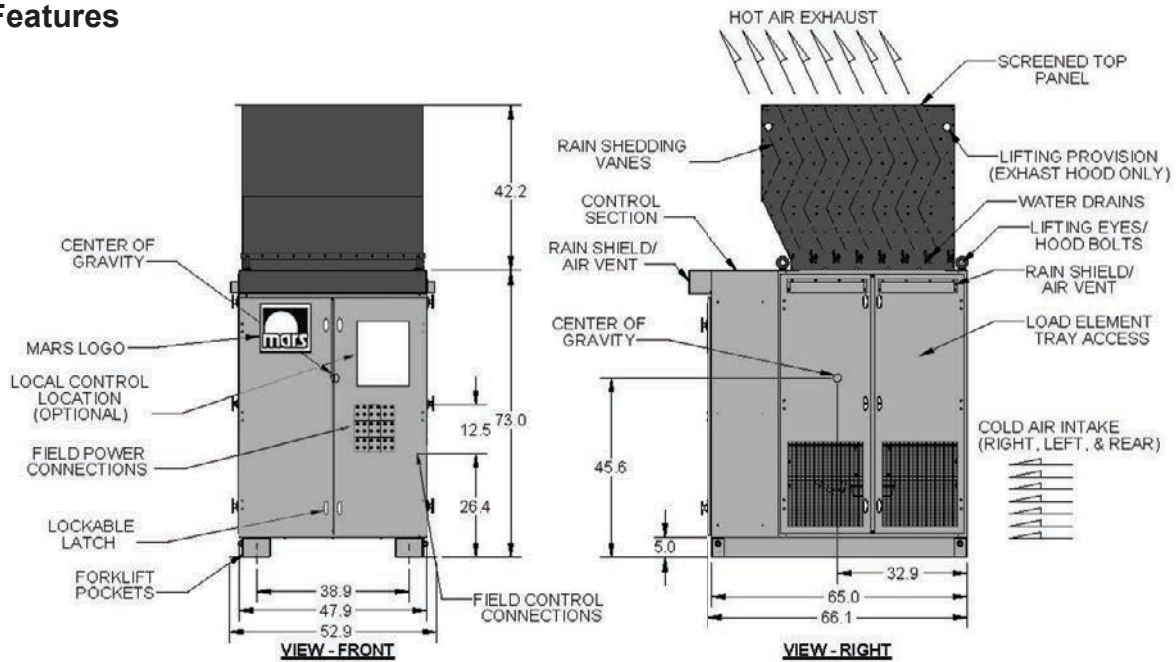 Features
HOT AIR EXHAUST
SCREENED TOP
PANEL
RAIN SHEDDING
VANES
LIFTING PROVISION
(EXHAST HOOD ONLY)
CONTROL
SECTION
WATER DRAINS
LIFTING EYES/
HOOD BOLTS
RAIN SHIELD/
AIR VENT
RAIN SHIELD/
AIR VENT
CENTER OF
GRAVITY
LOAD ELEMENT
TRAY ACCESS
COLD AIR INTAKE
(RIGHT, LEFT, & REAR)
45.6
5.0
32.9
65.0
66.1
VIEW - RIGHT
42.2
CENTER OF
GRAVITY
mars
MARS LOGO
LOCAL CONTROL
LOCATION
(OPTIONAL)
73.0
12.5
FIELD POWER
CONNECTIONS
26.4
LOCKABLE
LATCH
FORKLIFT
POCKETS
38.9
47.9
52.9
FIELD CONTROL
CONNECTIONS
VIEW - FRONT